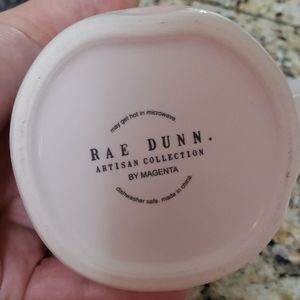 may get hot in microwave.
RAE DUNN.
ARTISAN COLLECTION
BY MAGENTA
dishwasher safe. made in china.